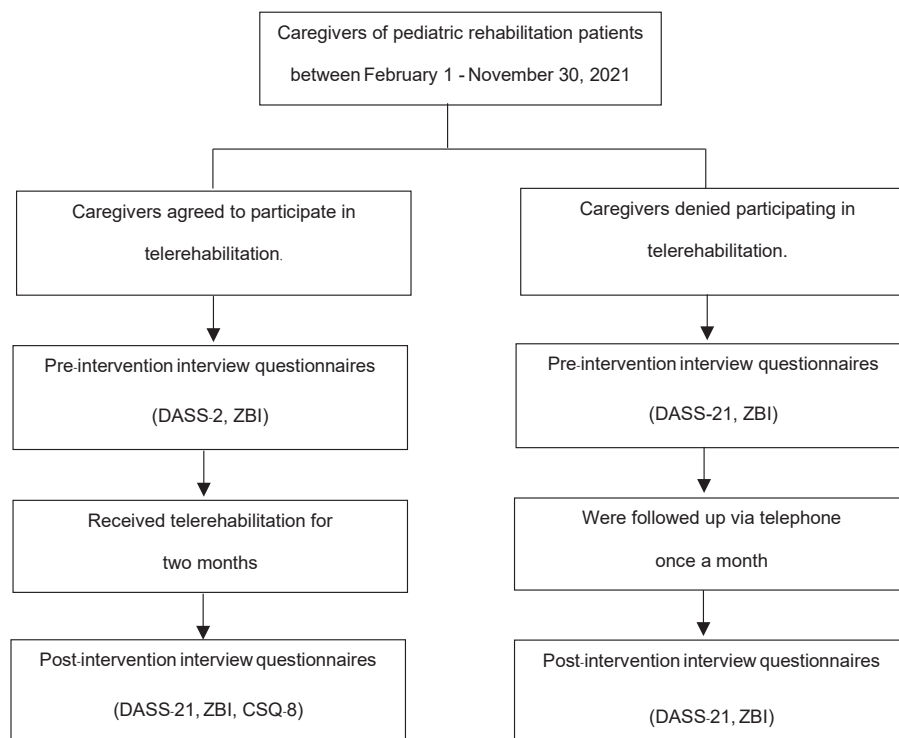 Caregivers of pediatric rehabilitation patients
between February 1 - November 30, 2021
Caregivers agreed to participate in
telerehabilitation.
Caregivers denied participating in
telerehabilitation.
Pre-intervention interview questionnaires
(DASS-2, ZBI)
Pre-intervention interview questionnaires
(DASS-21, ZBI)
Received telerehabilitation for
two months
Were followed up via telephone
once a month
Post-intervention interview questionnaires
(DASS-21, ZBI, CSQ-8)
Post-intervention interview questionnaires
(DASS-21, ZBI)